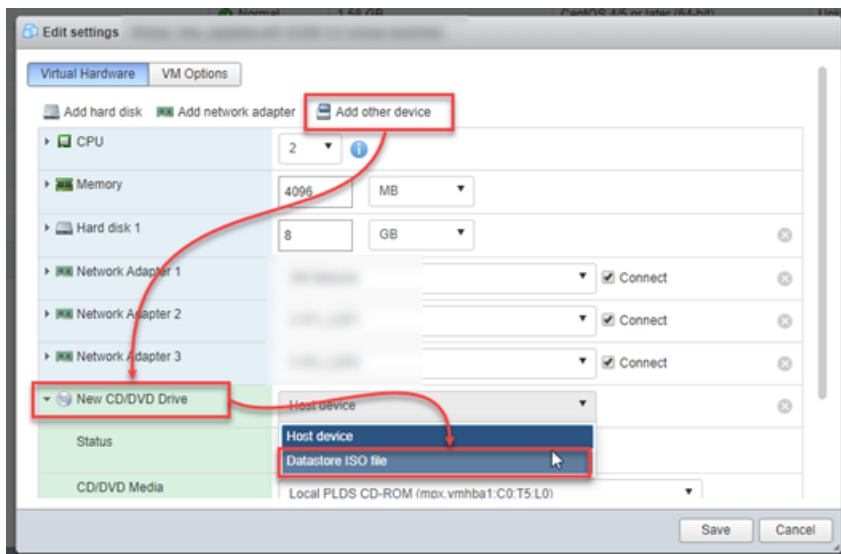 Normal 1.58 GB CentOS 4/5 or later (64-bit)
Edit settings
Virtual Hardware VM Options
Add hard disk Add network adapter Add other device
CPU 2
Memory 4096 MB
Hard disk 1 8 GB
Network Adapter 1 Connect
Network Adapter 2 Connect
Network Adapter 3 Connect
New CD/DVD Drive Host device
Status Host device
Datastore ISO file
CD/DVD Media Local PLDS CD-ROM (mpx.vmhba1:C0:T5:L0)
Save Cancel